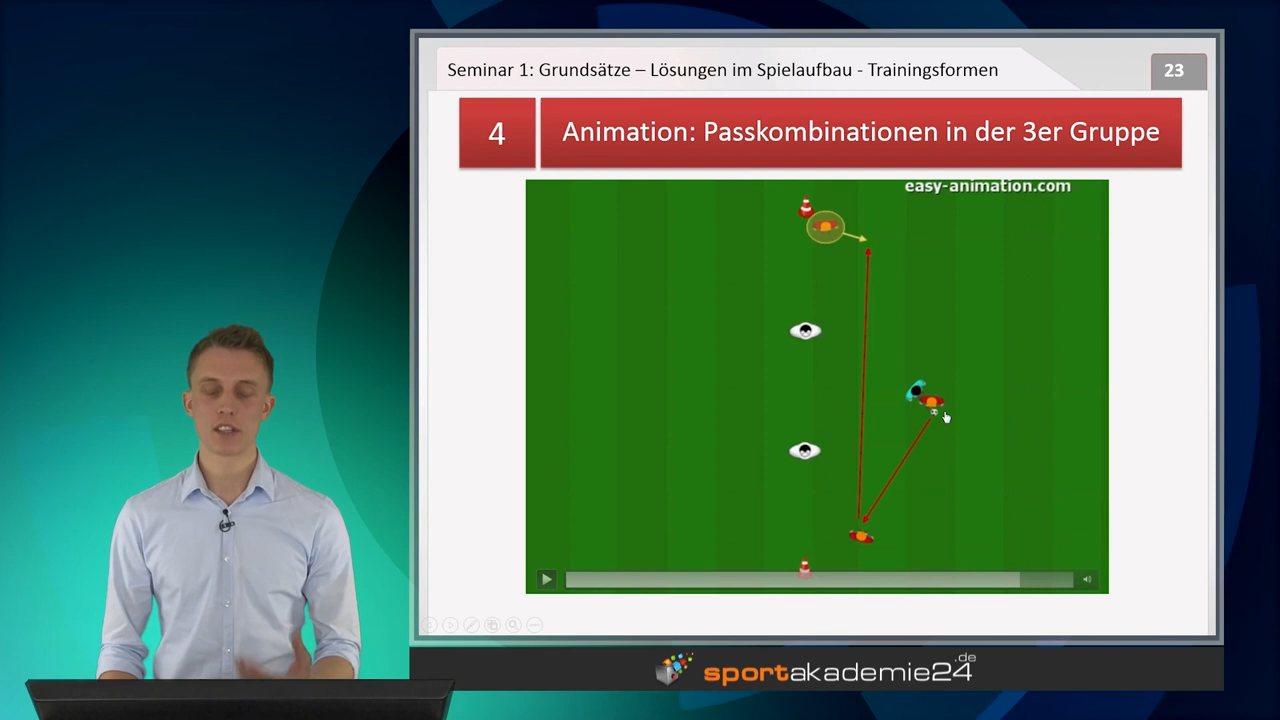 Seminar 1: Grundsätze – Lösungen im Spielaufbau - Trainingsformen
23
4
Animation: Passkombinationen in der 3er Gruppe
easy-animation.com
sportakademie24
.de